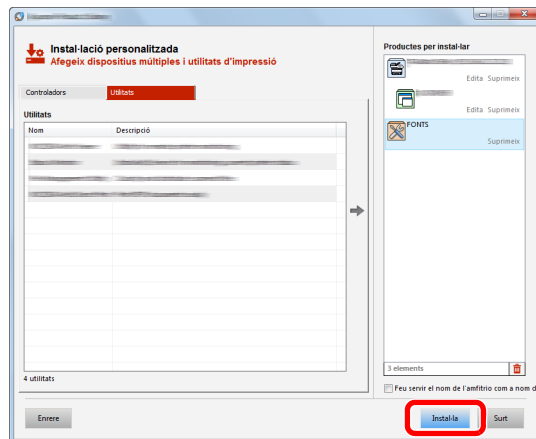 Instal·lació personalitzada
Afegeix dispositius múltiples i utilitats d'impressió
Controladors
Utilitats
Utilitats
Nom
Descripció
4 utilitats
Productes per instal·lar
Edita Suprimeix
Edita Suprimeix
FONTS
Suprimeix
3 elements
Feu servir el nom de l'amfitrio com a nom d
Enrere
Instal·la
Surt